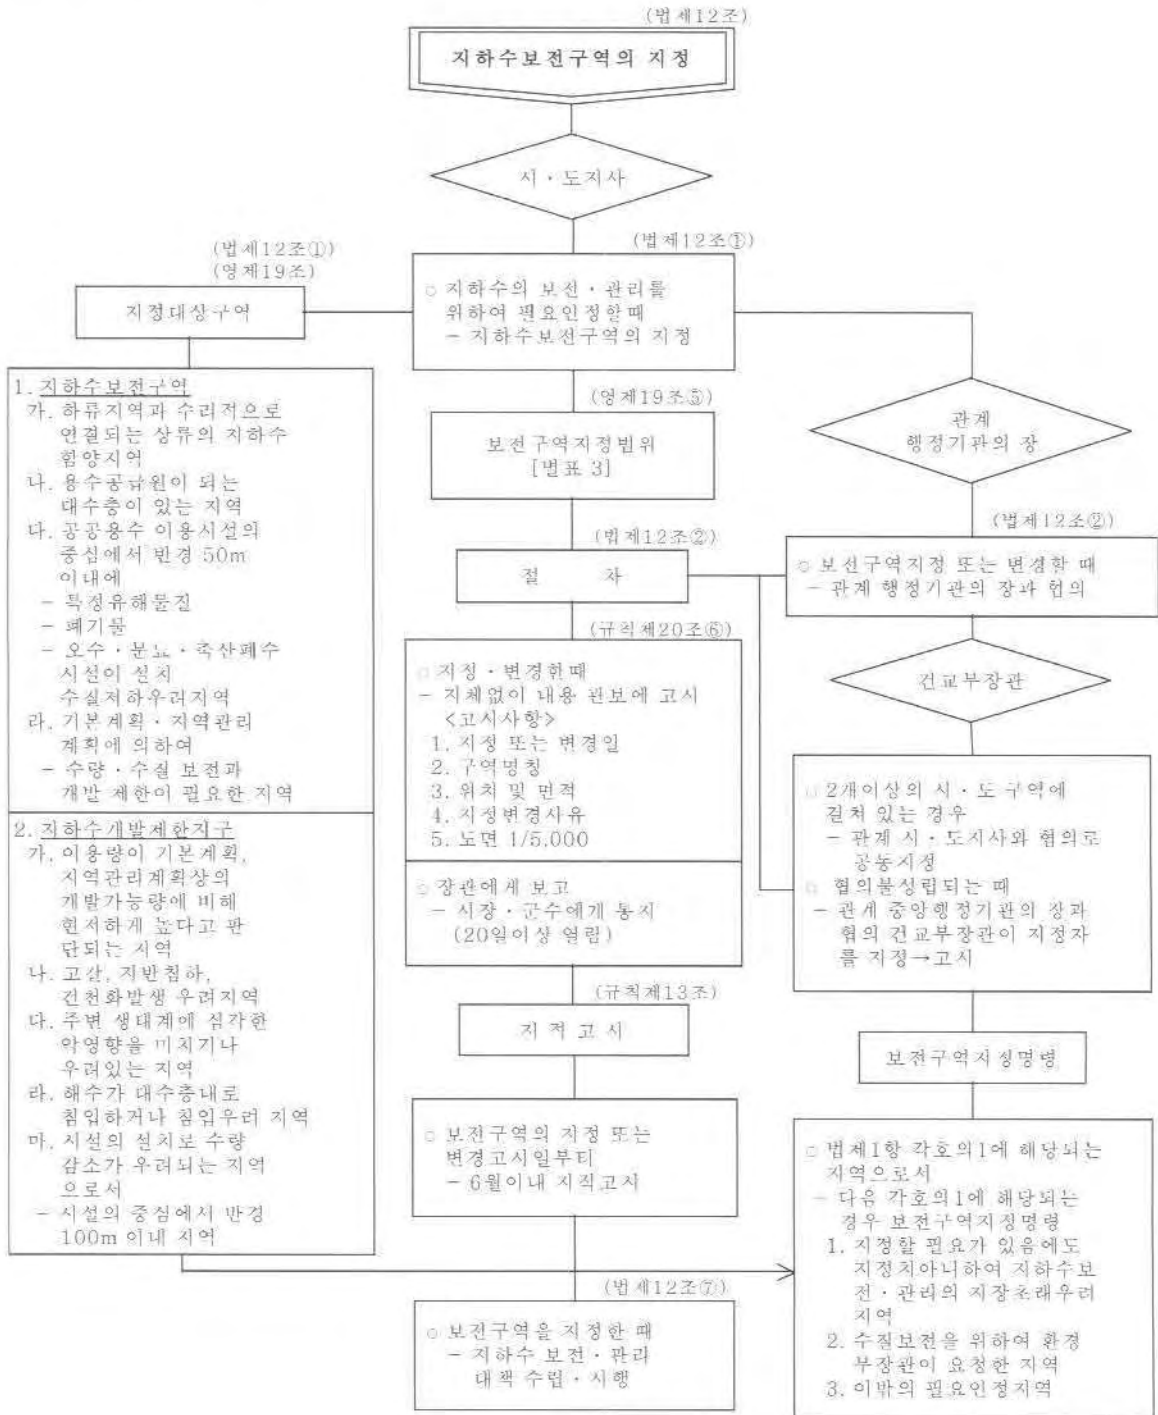 (법제12조)
지하수보전구역의 지정
시·도지사
(법제12조①)
(영제19조)
지정대상구역
(법제12조①)
○ 지하수의 보전·관리를
위하여 필요인정할때
- 지하수보전구역의 지정
1. 지하수보전구역
가. 하류지역과 수리적으로
연결되는 상류의 지하수
함양지역
나. 용수공급원이 되는
대수층이 있는 지역
다. 공공용수 이용시설의
중심에서 반경 50m
이내에
- 특정유해물질
- 폐기물
- 오수·분뇨·축산폐수
시설이 설치
수질저하우려지역
라. 기본계획·지역관리
계획에 의하여
- 수량·수질 보전과
개발 제한이 필요한 지역
2. 지하수개발제한지구
가. 이용량이 기본계획,
지역관리계획상의
개발가능량에 비해
현저하게 높다고 판
단되는 지역
나. 고갈, 지반침하,
건천화발생 우려지역
다. 주변 생태계에 심각한
악영향을 미치거나
우려있는 지역
라. 해수가 대수층내로
침입하거나 침입우려 지역
마. 시설의 설치로 수량
감소가 우려되는 지역
으로서
- 시설의 중심에서 반경
100m 이내 지역
(영제19조⑤)
보전구역지정범위
[별표 3]
(법제12조②)
절 차
(규칙제20조⑥)
○ 지정·변경한때
- 지체없이 내용 관보에 고시
<고시사항>
1. 지정 또는 변경일
2. 구역명칭
3. 위치 및 면적
4. 지정변경사유
5. 도면 1/5,000
○ 장관에게 보고
- 시장·군수에게 통지
(20일이상 열람)
(규칙제13조)
지적고시
○ 보전구역의 지정 또는
변경고시일부터
- 6월이내 지적고시
(법제12조⑦)
○ 보전구역을 지정한 때
- 지하수 보전·관리
대책 수립·시행
관계
행정기관의 장
(법제12조②)
○ 보전구역지정 또는 변경할 때
- 관계 행정기관의 장과 협의
건교부장관
○ 2개이상의 시·도 구역에
걸쳐 있는 경우
- 관계 시·도지사와 협의로
공동지정
○ 협의불성립되는 때
- 관계 중앙행정기관의 장과
협의 건교부장관이 지정자
를 지정→고시
보전구역지정명령
○ 법제1항 각호의1에 해당되는
지역으로서
- 다음 각호의1에 해당되는
경우 보전구역지정명령
1. 지정할 필요가 있음에도
지정치아니하여 지하수보
전·관리의 지장초래우려
지역
2. 수질보전을 위하여 환경
부장관이 요청한 지역
3. 이밖의 필요인정지역